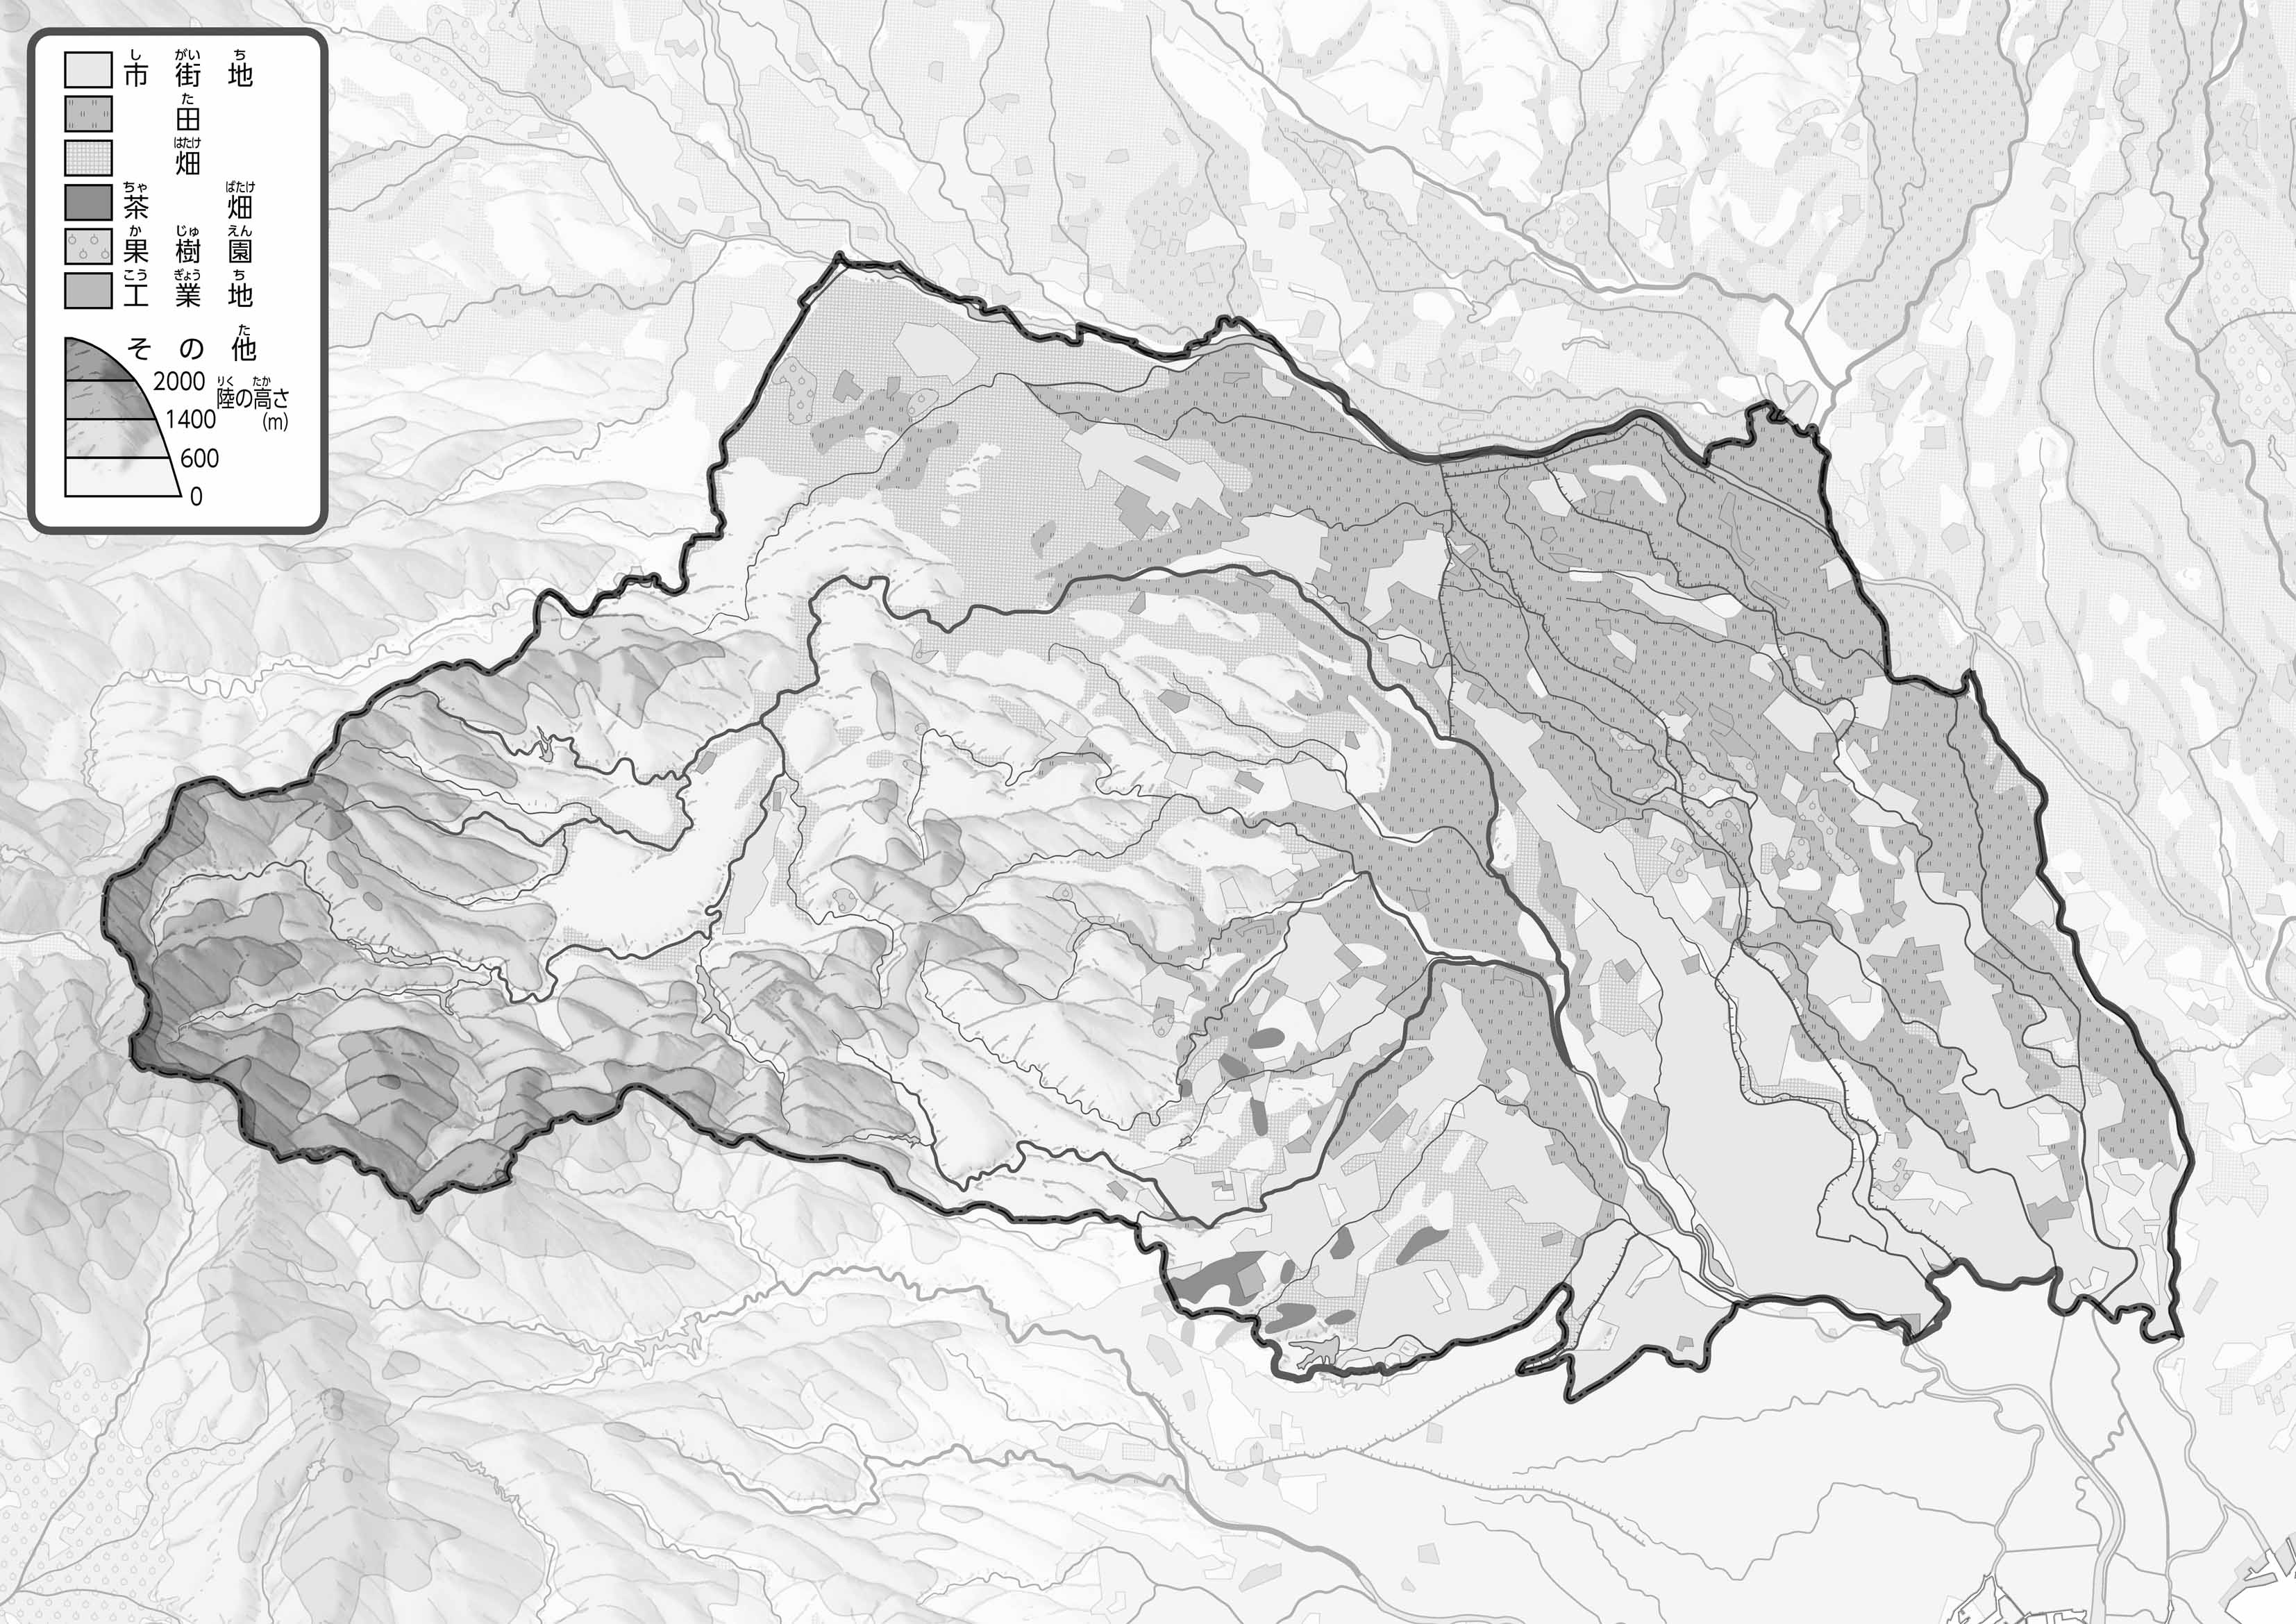 し がい ち
市 街 地
た
田
ばたけ
畑
ちゃ ばたけ
茶 畑
か じゅ えん
果 樹 園
こう ぎょう ち
工 業 地
た
そ の 他
2000
りく たか
陸の高さ
1400
(m)
600
0